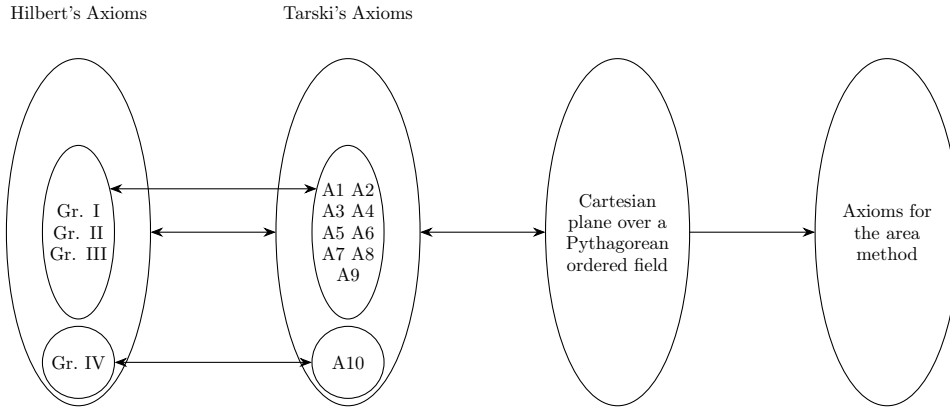 Hilbert's Axioms
Tarski's Axioms
Gr. I
Gr. II
Gr. III
Gr. IV
A1 A2
A3 A4
A5 A6
A7 A8
A9
A10
Cartesian
plane over a
Pythagorean
ordered field
Axioms for
the area
method